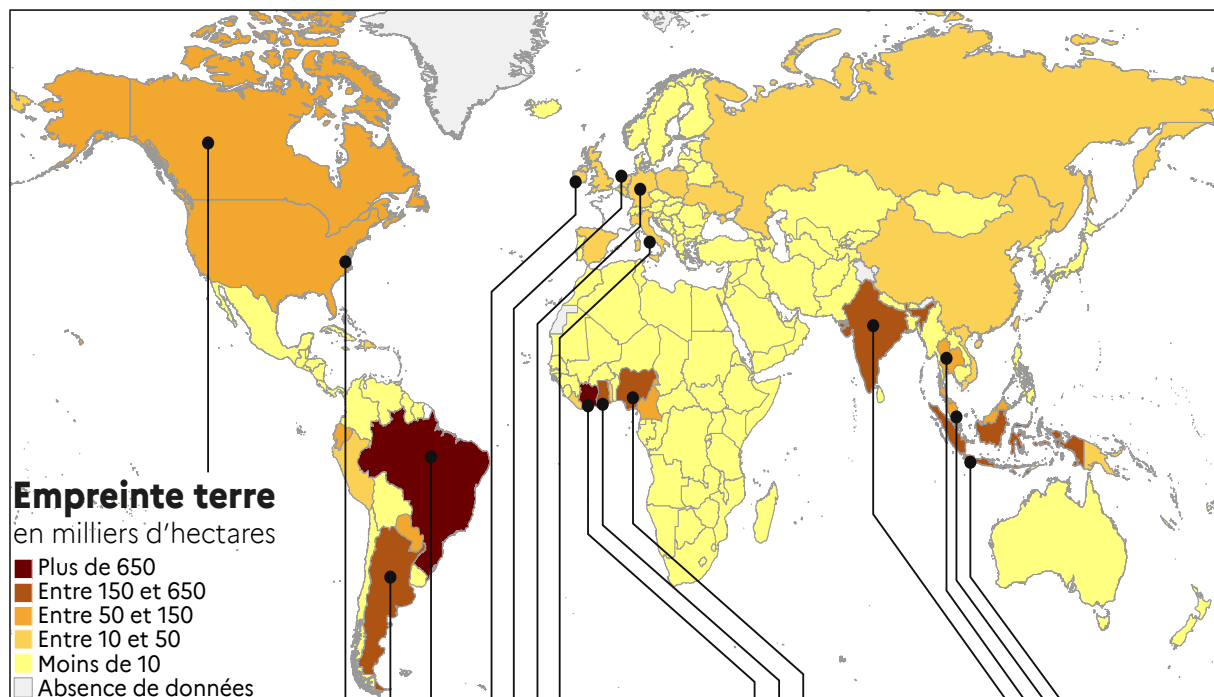 Empreinte terre
en milliers d’hectares
Plus de 650
Entre 150 et 650
Entre 50 et 150
Entre 10 et 50
Moins de 10
Absence de données